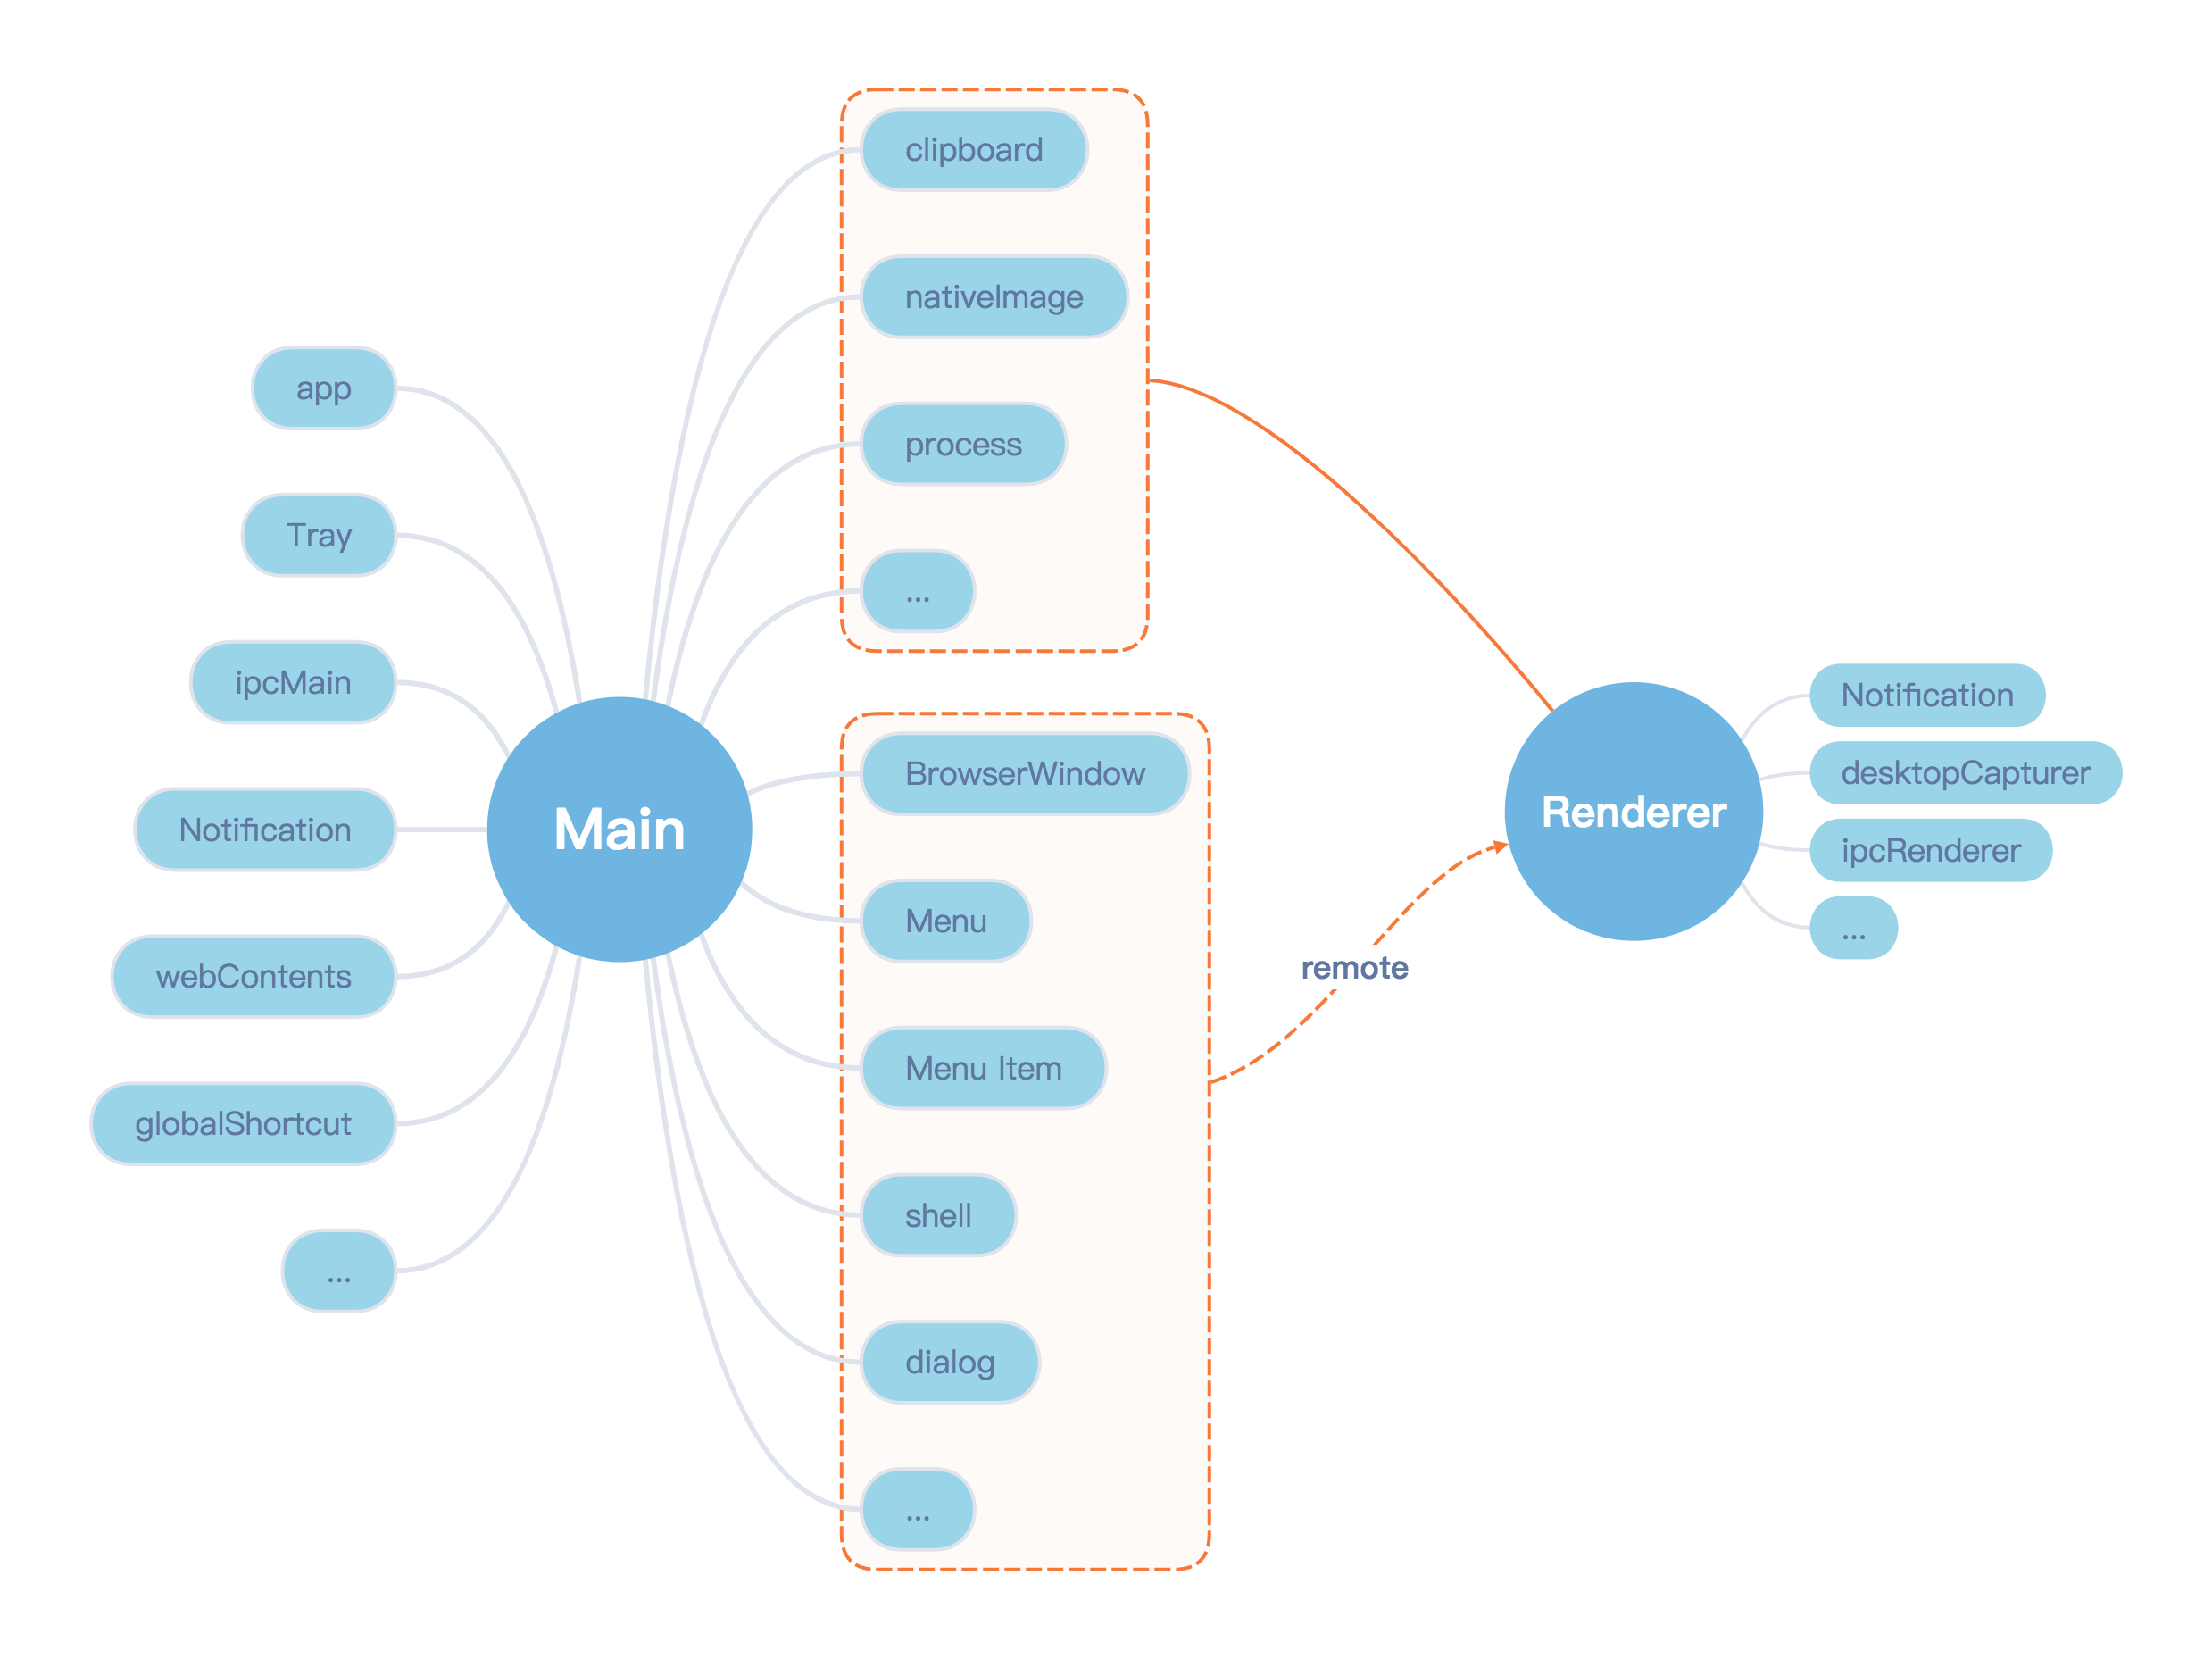 app
Tray
ipcMain
Notification
webContents
globalShortcut
...
Main
clipboard
nativeImage
process
...
BrowserWindow
Menu
Menu Item
shell
dialog
...
remote
Renderer
Notification
desktopCapturer
ipcRenderer
...